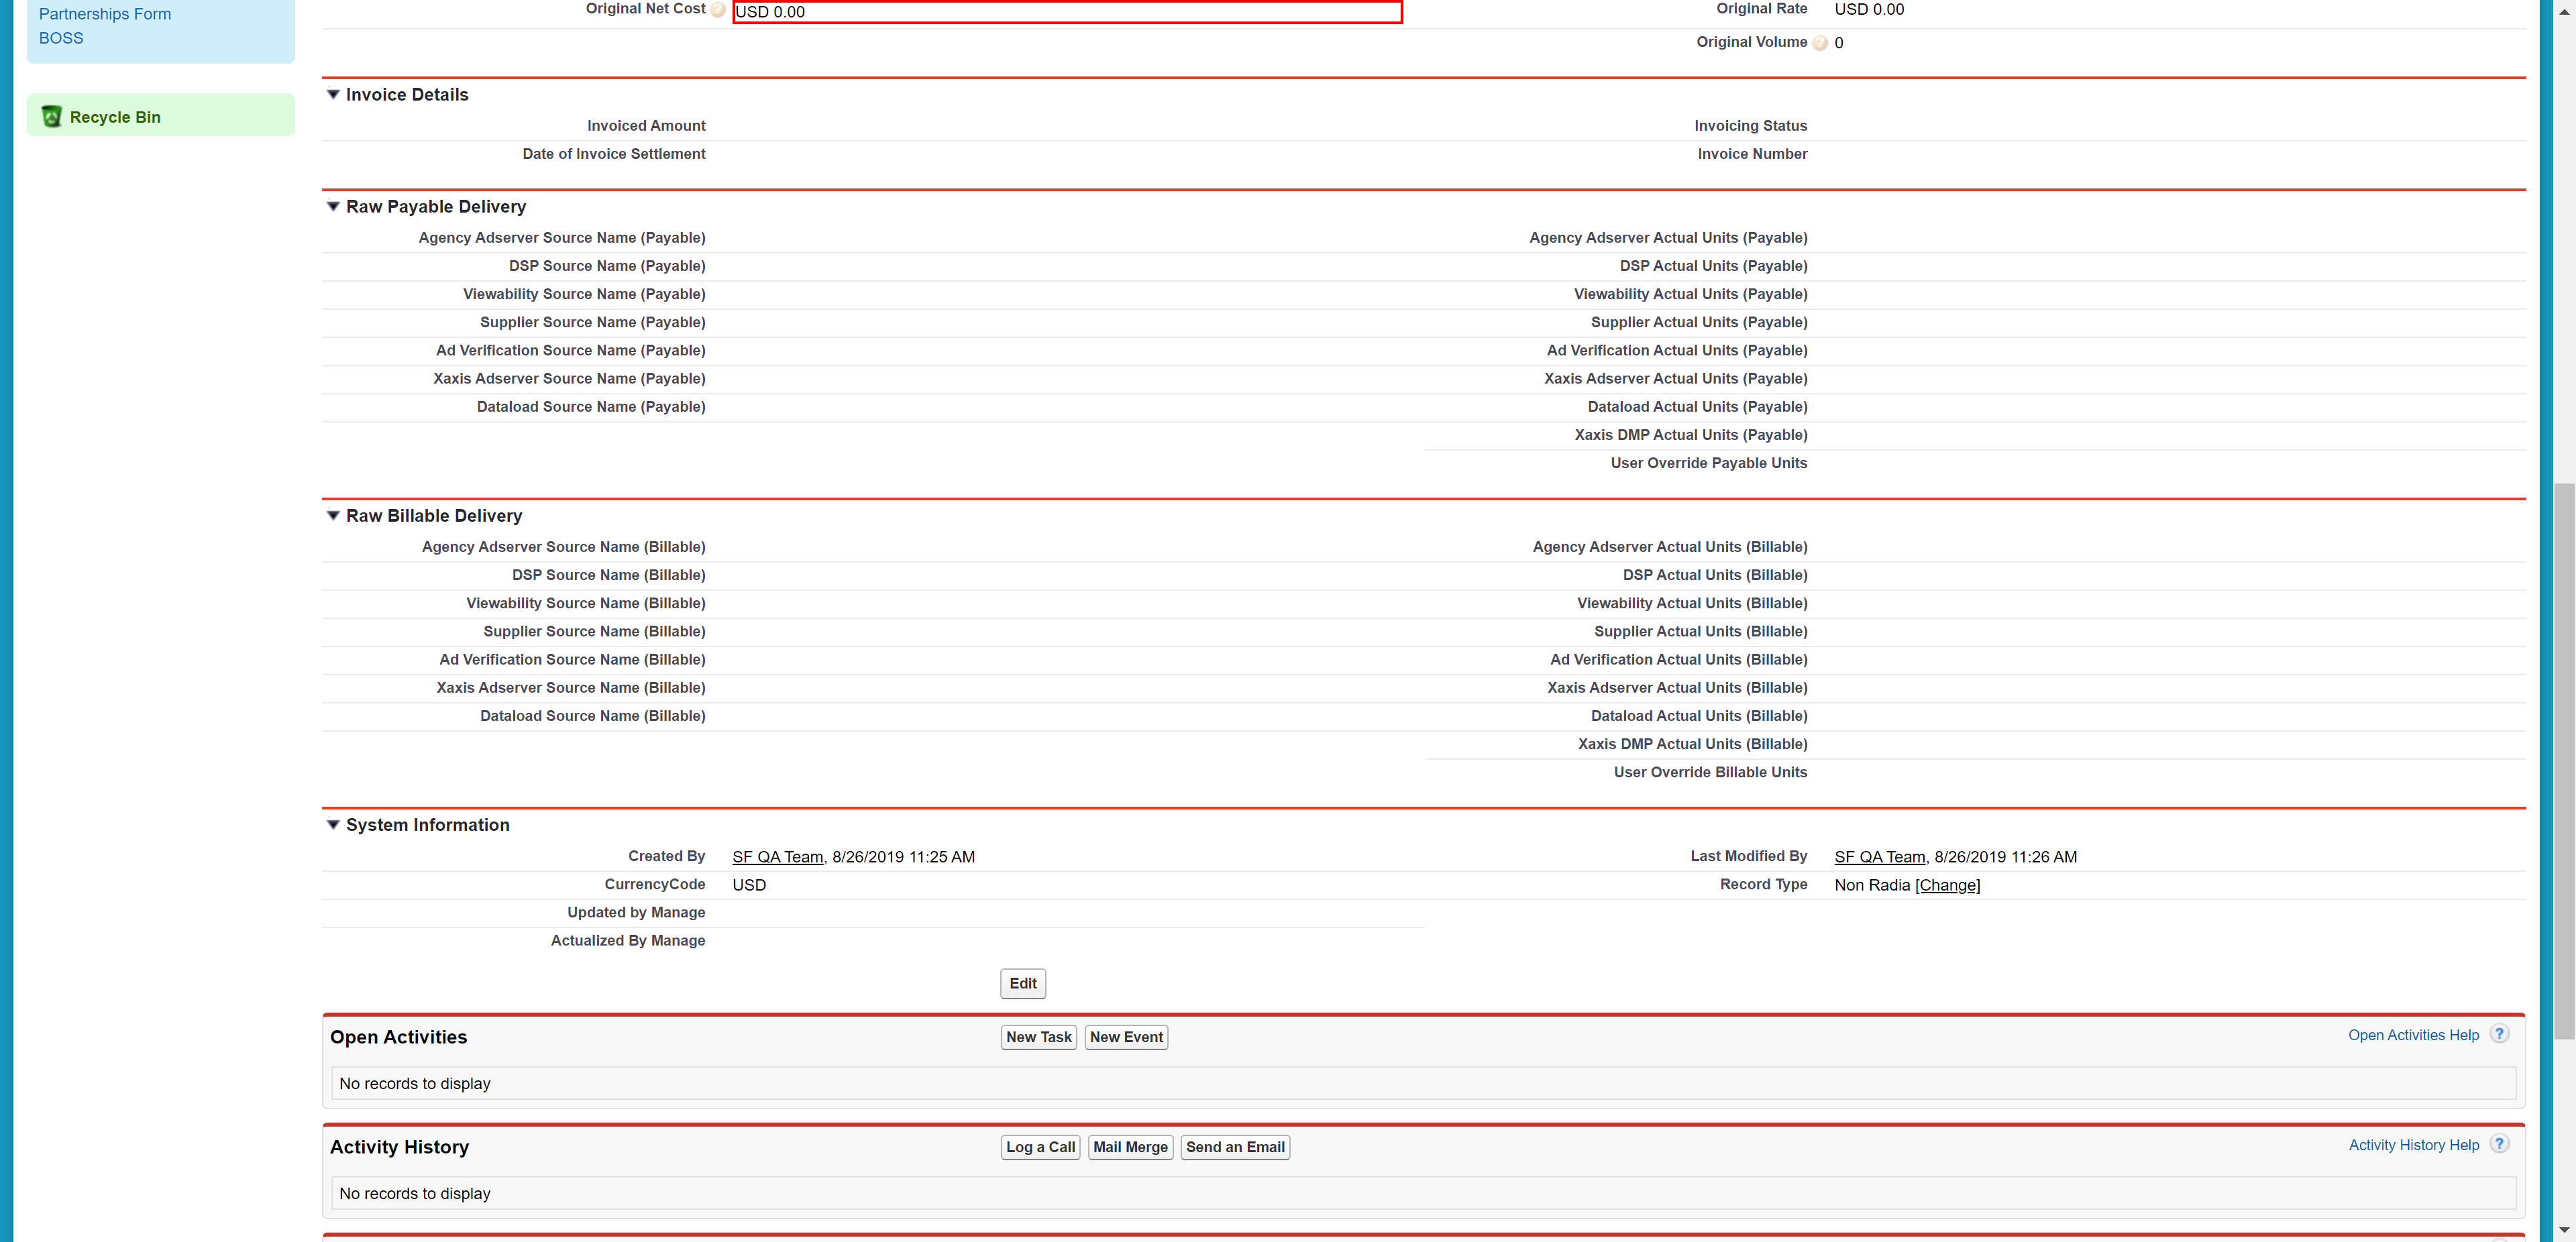 Partnerships Form
BOSS
Recycle Bin
Original Net Cost ? USD 0.00 Original Rate USD 0.00
Original Volume ? 0
Invoice Details
Invoiced Amount Invoicing Status
Date of Invoice Settlement Invoice Number
Raw Payable Delivery
Agency Adserver Source Name (Payable) Agency Adserver Actual Units (Payable)
DSP Source Name (Payable) DSP Actual Units (Payable)
Viewability Source Name (Payable) Viewability Actual Units (Payable)
Supplier Source Name (Payable) Supplier Actual Units (Payable)
Ad Verification Source Name (Payable) Ad Verification Actual Units (Payable)
Xaxis Adserver Source Name (Payable) Xaxis Adserver Actual Units (Payable)
Dataload Source Name (Payable) Dataload Actual Units (Payable)
Xaxis DMP Actual Units (Payable)
User Override Payable Units
Raw Billable Delivery
Agency Adserver Source Name (Billable) Agency Adserver Actual Units (Billable)
DSP Source Name (Billable) DSP Actual Units (Billable)
Viewability Source Name (Billable) Viewability Actual Units (Billable)
Supplier Source Name (Billable) Supplier Actual Units (Billable)
Ad Verification Source Name (Billable) Ad Verification Actual Units (Billable)
Xaxis Adserver Source Name (Billable) Xaxis Adserver Actual Units (Billable)
Dataload Source Name (Billable) Dataload Actual Units (Billable)
Xaxis DMP Actual Units (Billable)
User Override Billable Units
System Information
Created By SF QA Team, 8/26/2019 11:25 AM Last Modified By SF QA Team, 8/26/2019 11:26 AM
CurrencyCode USD Record Type Non Radia [Change]
Updated by Manage
Actualized By Manage
Edit
Open Activities New Task New Event Open Activities Help ?
No records to display
Activity History Log a Call Mail Merge Send an Email Activity History Help ?
No records to display